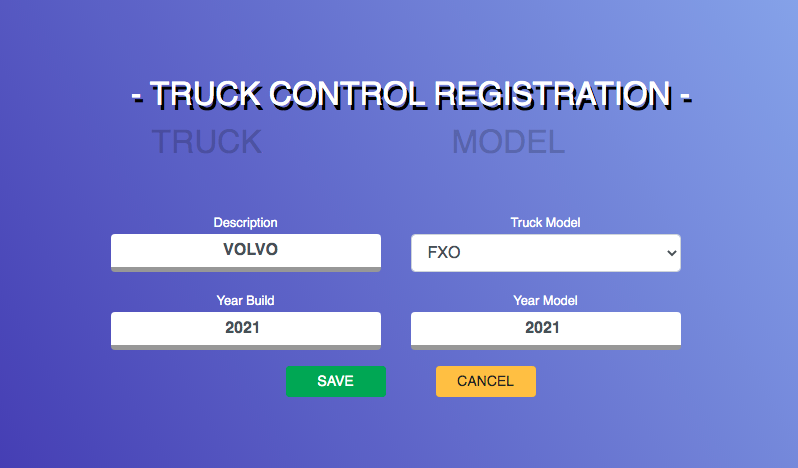 - TRUCK CONTROL REGISTRATION -
TRUCK MODEL
Description Truck Model
VOLVO FXO
Year Build Year Model
2021 2021
SAVE CANCEL